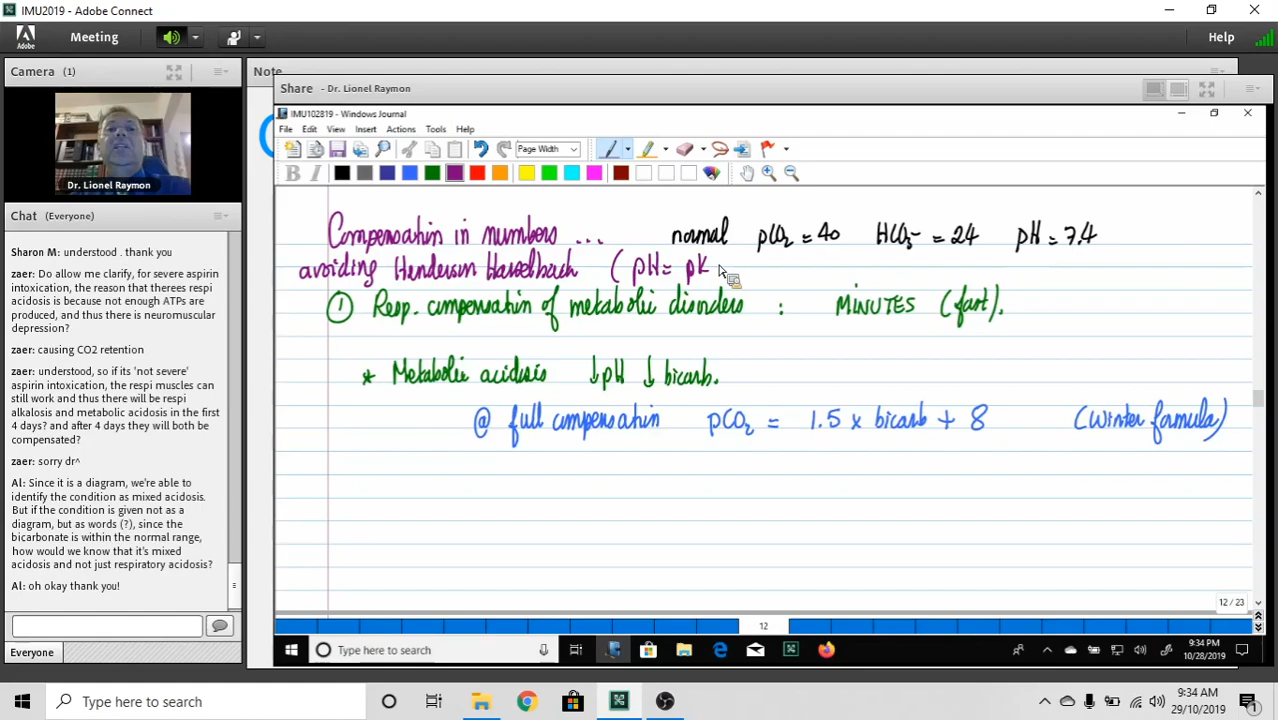 IMU2019 - Adobe Connect
Adobe
Meeting
Help
Camera (1)
Dr. Lionel Raymon
Chat (Everyone)
Sharon M: understood . thank you
zaer: Do allow me clarify, for severe aspirin
intoxication, the reason that therees respi
acidosis is because not enough ATPs are
produced, and thus there is neuromuscular
depression?
zaer: causing CO2 retention
zaer: understood, so if its 'not severe'
aspirin intoxication, the respi muscles can
still work and thus there will be respi
alkalosis and metabolic acidosis in the first
4 days? and after 4 days they will both be
compensated?
zaer: sorry dr^
Al: Since it is a diagram, we're able to
identify the condition as mixed acidosis.
But if the condition is given not as a
diagram, but as words (?), since the
bicarbonate is within the normal range,
how would we know that it's mixed
acidosis and not just respiratory acidosis?
Al: oh okay thank you!
Everyone
Note
Share - Dr. Lionel Raymon
IMU102819 - Windows Journal
File Edit View Insert Actions Tools Help
Page Width
B I
Compensation in numbers ... normal pCO₂ = 40 HCO₃⁻ = 24 pH = 7.4
avoiding Henderson Hasselbach ( pH = pK
① Resp. compensation of metabolic disorders : MINUTES (fast).
* Metabolic acidosis ↓pH ↓ bicarb.
@ full compensation pCO₂ = 1.5 x bicarb + 8 (Winter formula)
12 / 23
12
Type here to search
9:34 PM
10/28/2019
Type here to search
9:34 AM
29/10/2019
1